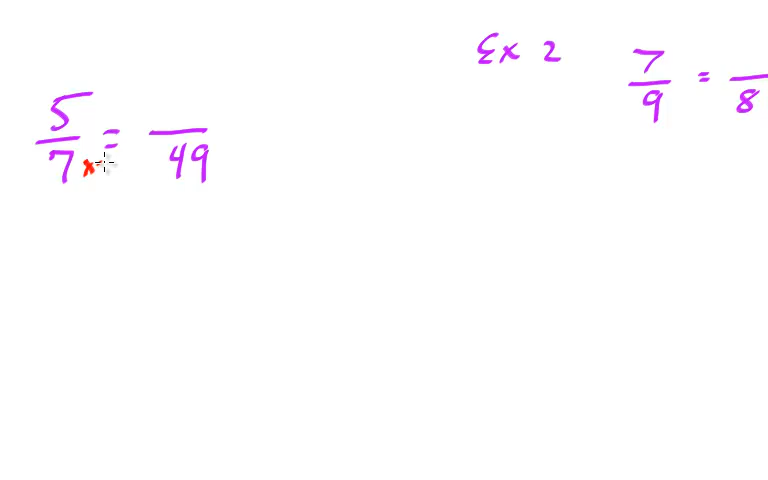 5/7 = /49
x
Ex 2 7/9 = /8